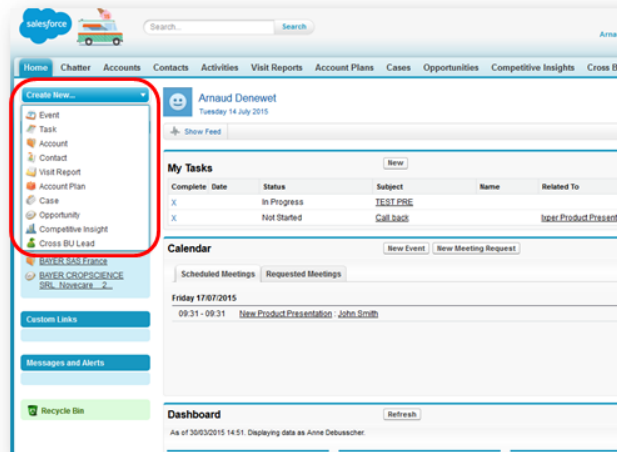 salesforce
Search...
Search
Arna
Home Chatter Accounts Contacts Activities Visit Reports Account Plans Cases Opportunities Competitive Insights Cross B
Create New...
Event
Task
Account
Contact
Visit Report
Account Plan
Case
Opportunity
Competitive Insight
Cross BU Lead
BAYER SAS France
BAYER CROPSCIENCE
SRL_Novecare_ 2...
Custom Links
Messages and Alerts
Recycle Bin
Arnaud Denewet
Tuesday 14 July 2015
Show Feed
My Tasks New
Complete Date Status Subject Name Related To
X In Progress TEST PRE
X Not Started Call back Ixper Product Present
Calendar New Event New Meeting Request
Scheduled Meetings Requested Meetings
Friday 17/07/2015
09:31 - 09:31 New Product Presentation : John Smith
Dashboard Refresh
As of 30/03/2015 14:51. Displaying data as Anne Debusscher.